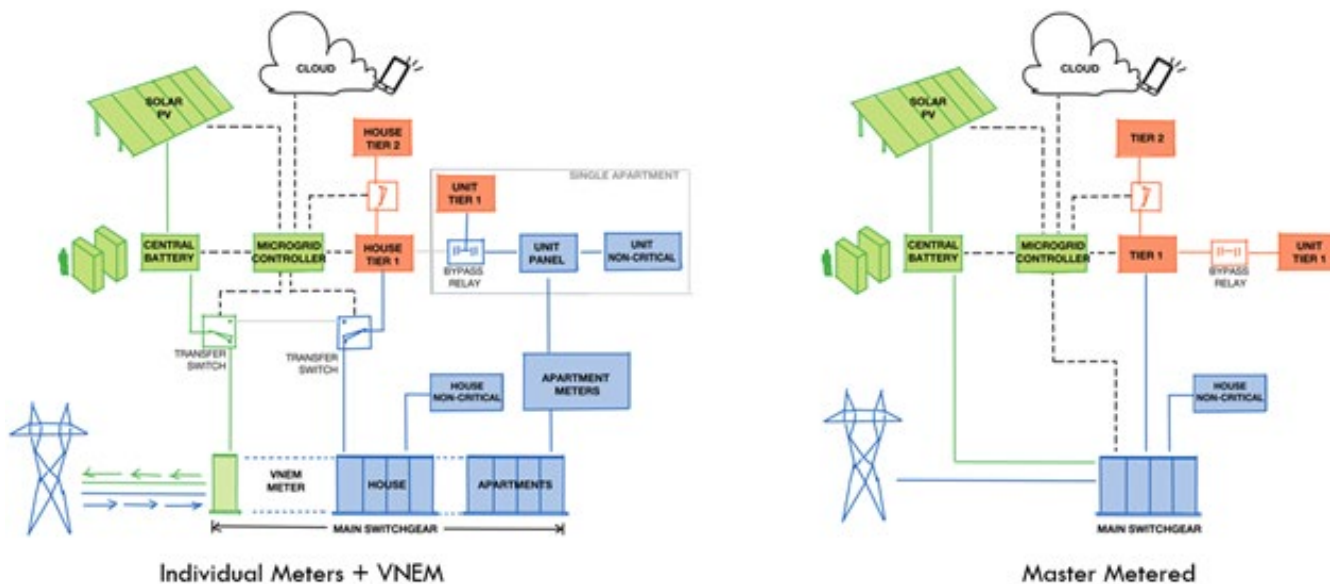 CLOUD
SOLAR
PV
HOUSE
TIER 2
SINGLE APARTMENT
UNIT
TIER 1
CENTRAL
BATTERY
MICROGRID
CONTROLLER
HOUSE
TIER 1
BYPASS
RELAY
UNIT
PANEL
UNIT
NON-CRITICAL
TRANSFER
SWITCH
TRANSFER
SWITCH
HOUSE
NON-CRITICAL
APARTMENT
METERS
VNEM
METER
HOUSE
APARTMENTS
MAIN SWITCHGEAR
Individual Meters + VNEM
CLOUD
SOLAR
PV
TIER 2
CENTRAL
BATTERY
MICROGRID
CONTROLLER
TIER 1
BYPASS
RELAY
UNIT
TIER 1
HOUSE
NON-CRITICAL
MAIN SWITCHGEAR
Master Metered